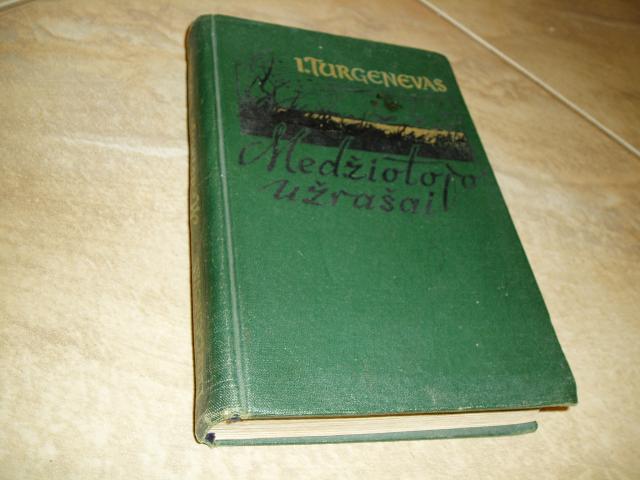 I. TURGENEVAS
Medžiotojo
užrašai